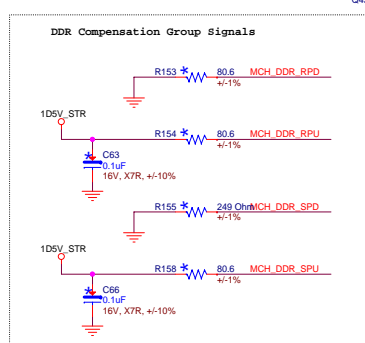 DDR Compensation Group Signals
R153 * 80.6 MCH_DDR_RPD
+/-1%
1D5V_STR
R154 * 80.6 MCH_DDR_RPU
+/-1%
* C63
0.1uF
16V, X7R, +/-10%
R155 * 249 Ohm MCH_DDR_SPD
+/-1%
1D5V_STR
R158 * 80.6 MCH_DDR_SPU
+/-1%
* C66
0.1uF
16V, X7R, +/-10%